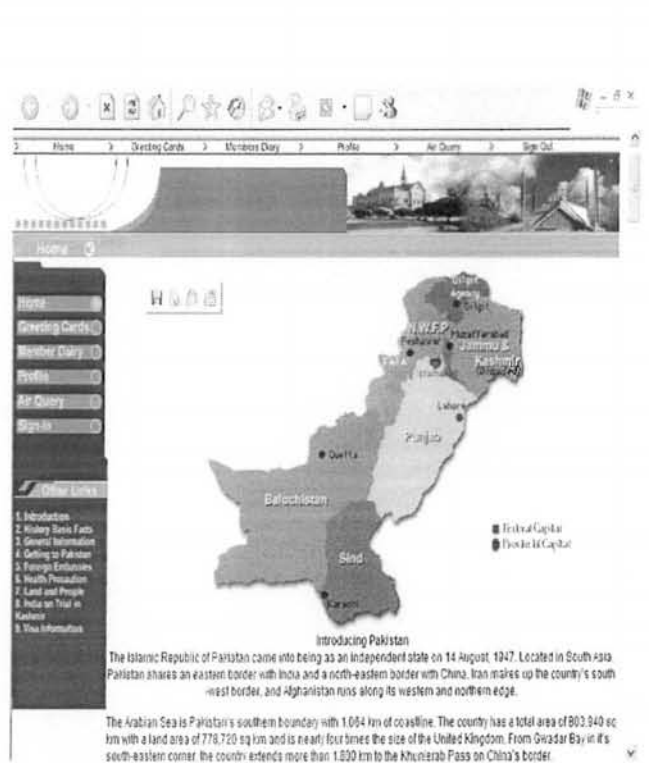 > Home > Greeting Cards > Members Diary > Profile > Air Query > Sign Out
Home
Home
Greeting Cards
Member Dairy
Profile
Air Query
Sign-In
Other Links
1. Introduction
2. History Basic Facts
3. General Information
4. Getting to Pakistan
5. Foreign Embassies
6. Health Precaution
7. Land and People
8. India on Trial in
Kashmir
9. Visa Information
Gilgit
Agency
Gilgit
N.W.F.P
Muzaffarabad
Peshawar
Jammu &
Kashmir
Lahore
Punjab
Quetta
Balochistan
Federal Capital
Provincial Capital
Sind
Karachi
Introducing Pakistan
The Islamic Republic of Pakistan came into being as an independent state on 14 August, 1947. Located in South Asia
Pakistan shares an eastern border with India and a north-eastern border with China. Iran makes up the country's south
-west border, and Afghanistan runs along its western and northern edge.
The Arabian Sea is Pakistan's southern boundary with 1,064 km of coastline. The country has a total area of 803,940 sq
km with a land area of 778,720 sq km and is nearly four times the size of the United Kingdom. From Gwadar Bay in it's
south-eastern corner, the country extends more than 1,800 km to the Khunjerab Pass on China's border.